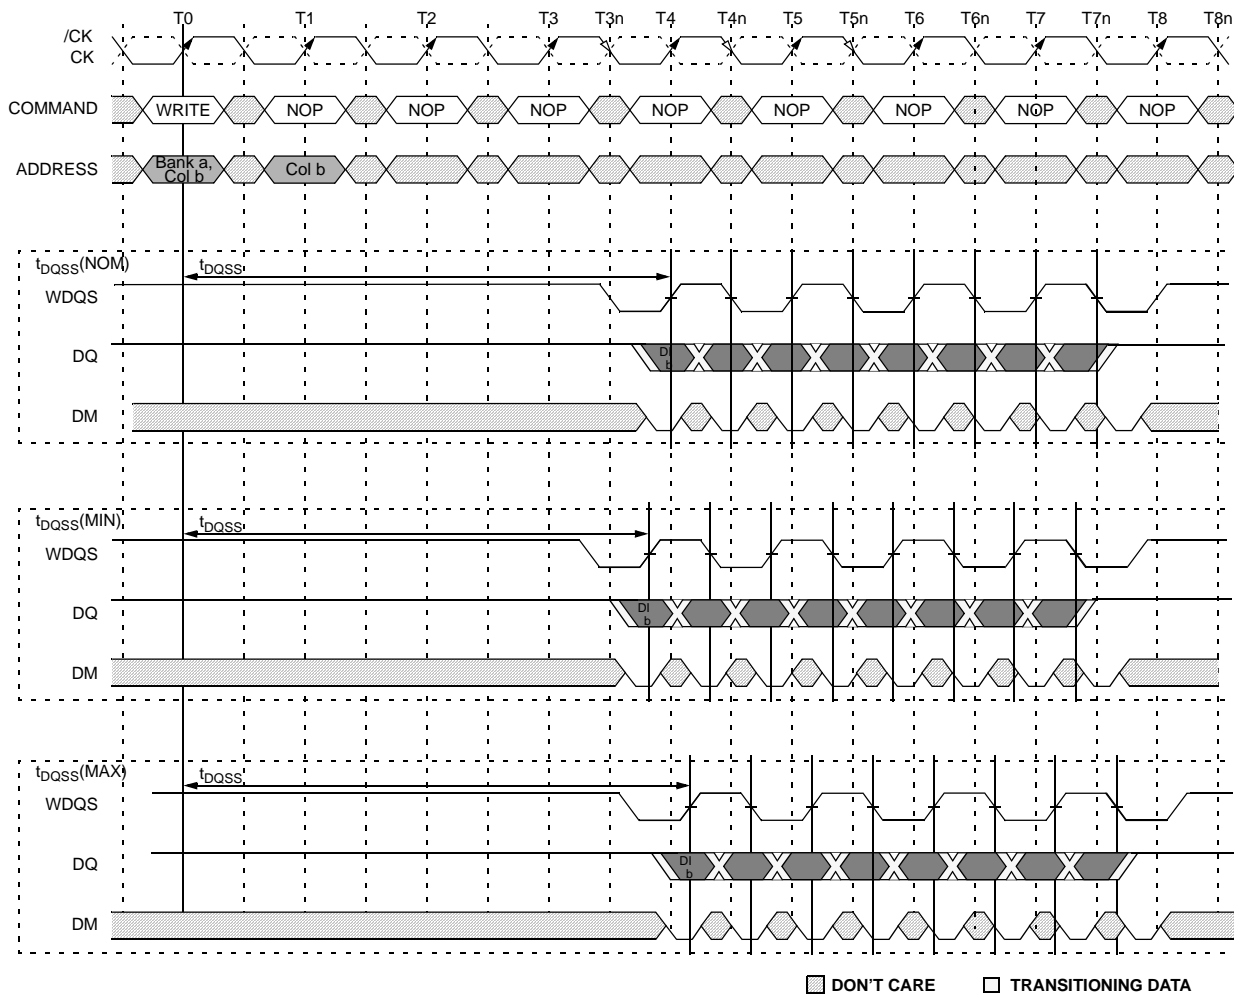 T0 T1 T2 T3 T3n T4 T4n T5 T5n T6 T6n T7 T7n T8 T8n
/CK
CK
COMMAND WRITE NOP NOP NOP NOP NOP NOP NOP NOP
ADDRESS Bank a, Col b Col b
tDQSS(NOM) tDQSS
WDQS
DQ DI b
DM
tDQSS(MIN) tDQSS
WDQS
DQ DI b
DM
tDQSS(MAX) tDQSS
WDQS
DQ DI b
DM
DON'T CARE TRANSITIONING DATA